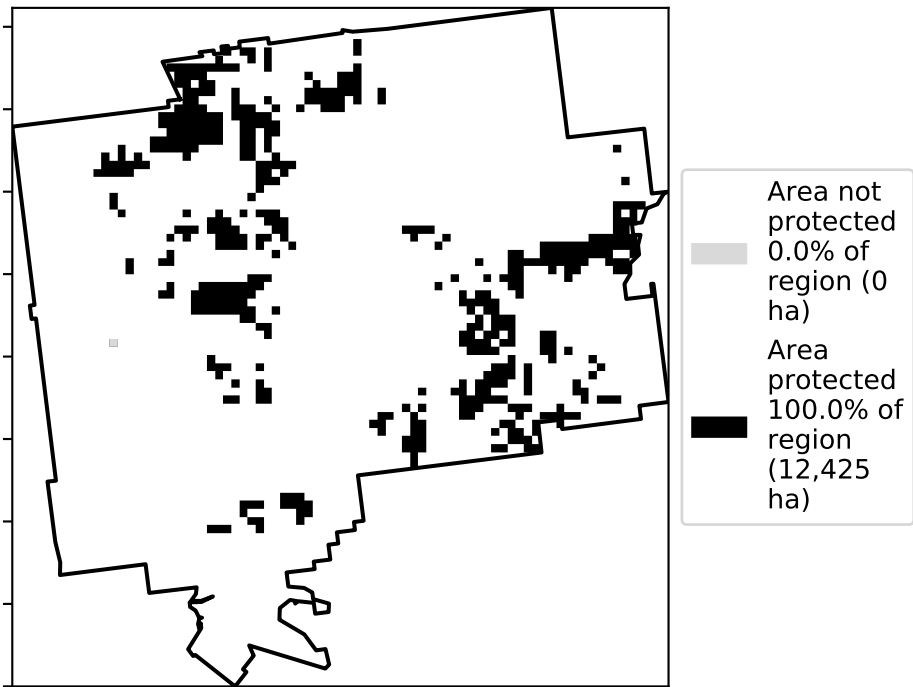 Area not
protected
0.0% of
region (0
ha)
Area
protected
100.0% of
region
(12,425
ha)